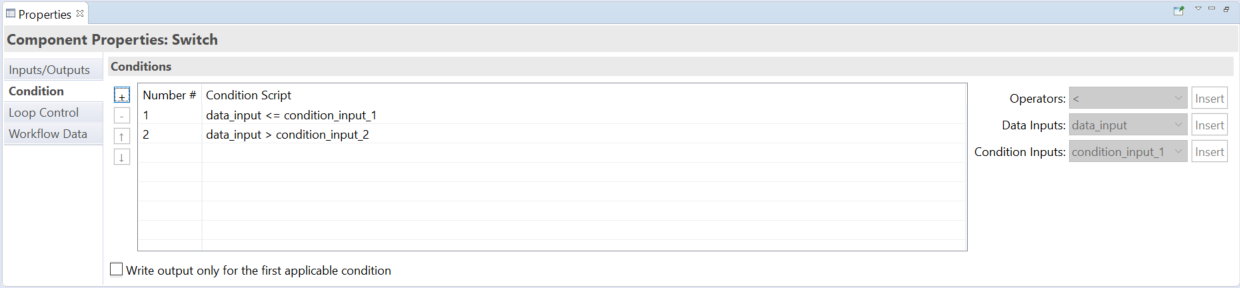 Properties
Component Properties: Switch
Inputs/Outputs
Condition
Loop Control
Workflow Data
Conditions
+
-
↑
↓
Number # Condition Script
1 data_input <= condition_input_1
2 data_input > condition_input_2
Operators: < Insert
Data Inputs: data_input Insert
Condition Inputs: condition_input_1 Insert
Write output only for the first applicable condition